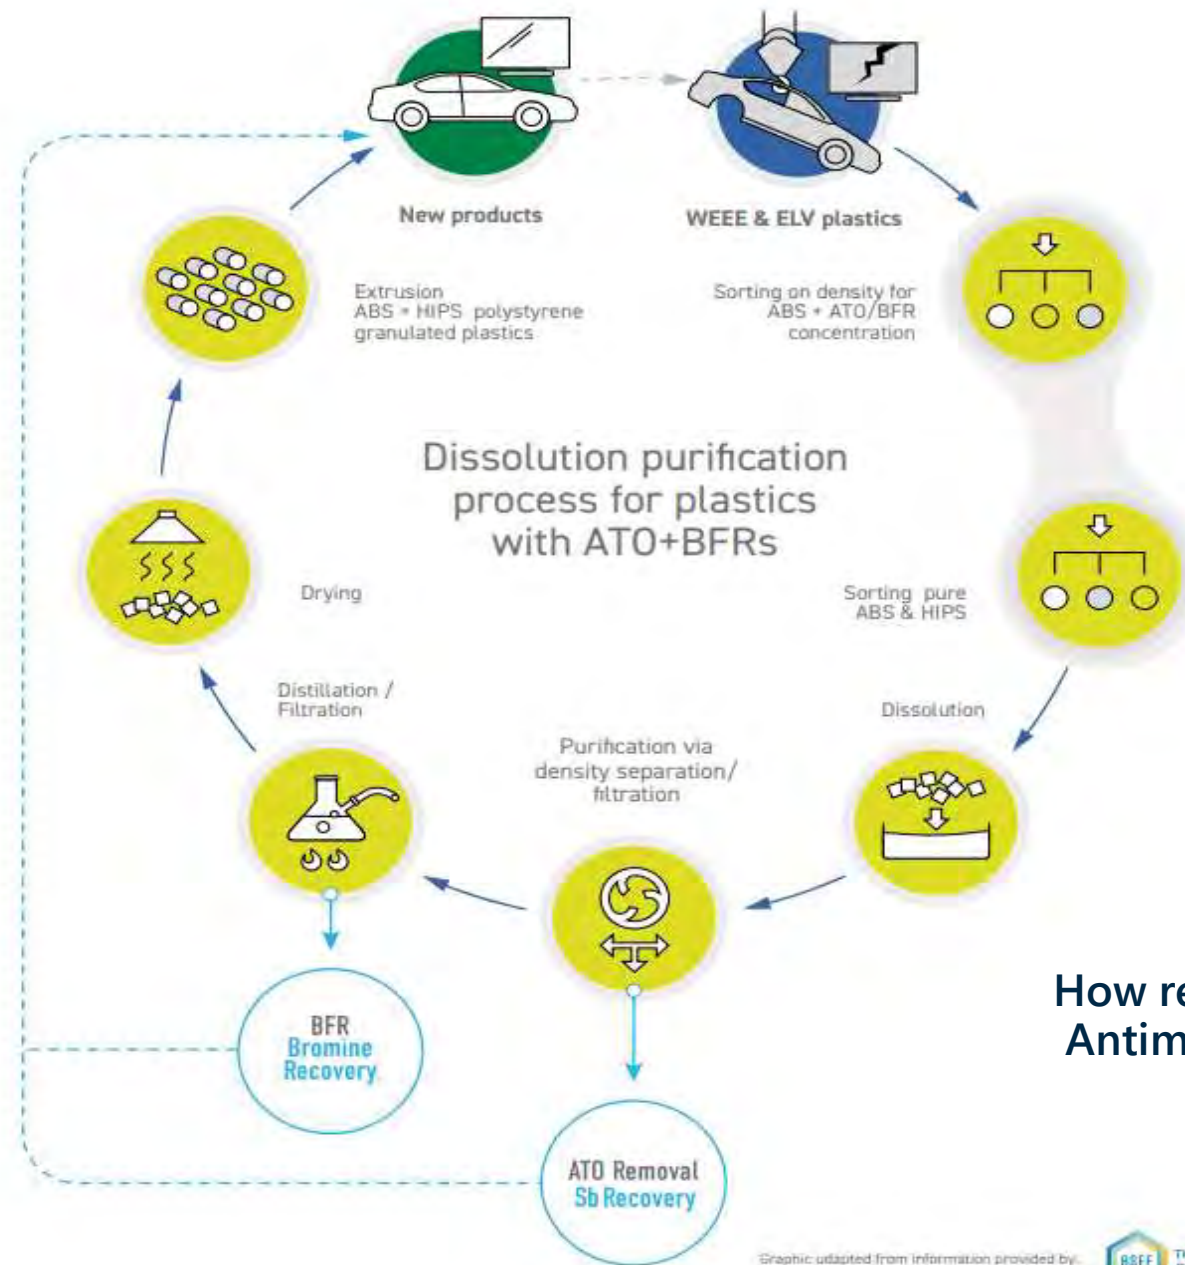 New products
WEEE & ELV plastics
Extrusion
ABS + HIPS polystyrene
granulated plastics
Sorting on density for
ABS + ATO/BFR
concentration
Dissolution purification
process for plastics
with ATO+BFRs
Drying
Sorting pure
ABS & HIPS
Distillation /
Filtration
Dissolution
Purification via
density separation/
filtration
How re
Antim
BFR
Bromine
Recovery
ATO Removal
Sb Recovery
Graphic adapted from information provided by:
BSEF